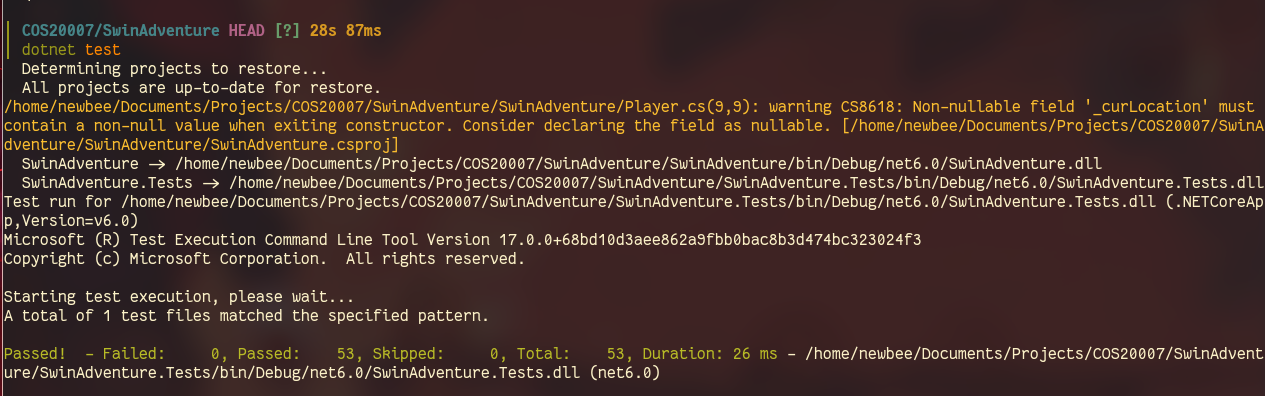 COS20007/SwinAdventure HEAD [?] 28s 87ms
dotnet test
Determining projects to restore...
All projects are up-to-date for restore.
/home/newbee/Documents/Projects/COS20007/SwinAdventure/SwinAdventure/Player.cs(9,9): warning CS8618: Non-nullable field '_curLocation' must
contain a non-null value when exiting constructor. Consider declaring the field as nullable. [/home/newbee/Documents/Projects/COS20007/SwinA
dventure/SwinAdventure/SwinAdventure.csproj]
SwinAdventure -> /home/newbee/Documents/Projects/COS20007/SwinAdventure/SwinAdventure/bin/Debug/net6.0/SwinAdventure.dll
SwinAdventure.Tests -> /home/newbee/Documents/Projects/COS20007/SwinAdventure/SwinAdventure.Tests/bin/Debug/net6.0/SwinAdventure.Tests.dll
Test run for /home/newbee/Documents/Projects/COS20007/SwinAdventure/SwinAdventure.Tests/bin/Debug/net6.0/SwinAdventure.Tests.dll (.NETCoreAp
p,Version=v6.0)
Microsoft (R) Test Execution Command Line Tool Version 17.0.0+68bd10d3aee862a9fbb0bac8b3d474bc323024f3
Copyright (c) Microsoft Corporation.  All rights reserved.
Starting test execution, please wait...
A total of 1 test files matched the specified pattern.
Passed!  - Failed:     0, Passed:    53, Skipped:     0, Total:    53, Duration: 26 ms - /home/newbee/Documents/Projects/COS20007/SwinAdvent
ure/SwinAdventure.Tests/bin/Debug/net6.0/SwinAdventure.Tests.dll (net6.0)